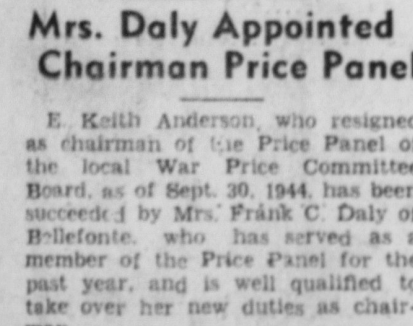 Mrs. Daly Appointed
Chairman Price Panel
E. Keith Anderson, who resigned
as chairman of the Price Panel of
the local War Price Committee
Board, as of Sept. 30, 1944, has been
succeeded by Mrs. Frank C. Daly of
Bellefonte, who has served as a
member of the Price Panel for the
past year, and is well qualified to
take over her new duties as chair-